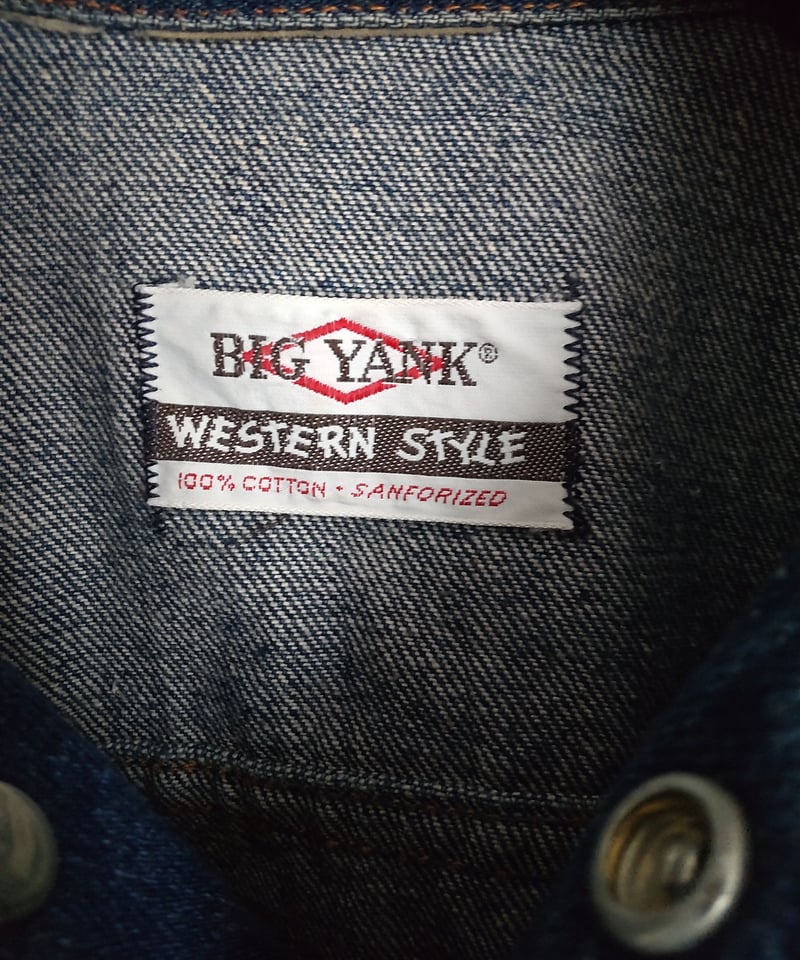 BIG YANK®
WESTERN STYLE
100% COTTON • SANFORIZED